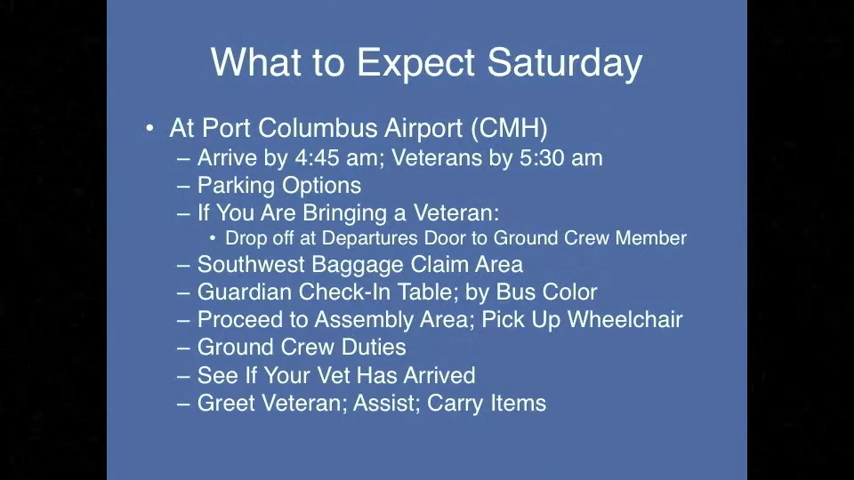 What to Expect Saturday
• At Port Columbus Airport (CMH)
– Arrive by 4:45 am; Veterans by 5:30 am
– Parking Options
– If You Are Bringing a Veteran:
• Drop off at Departures Door to Ground Crew Member
– Southwest Baggage Claim Area
– Guardian Check-In Table; by Bus Color
– Proceed to Assembly Area; Pick Up Wheelchair
– Ground Crew Duties
– See If Your Vet Has Arrived
– Greet Veteran; Assist; Carry Items